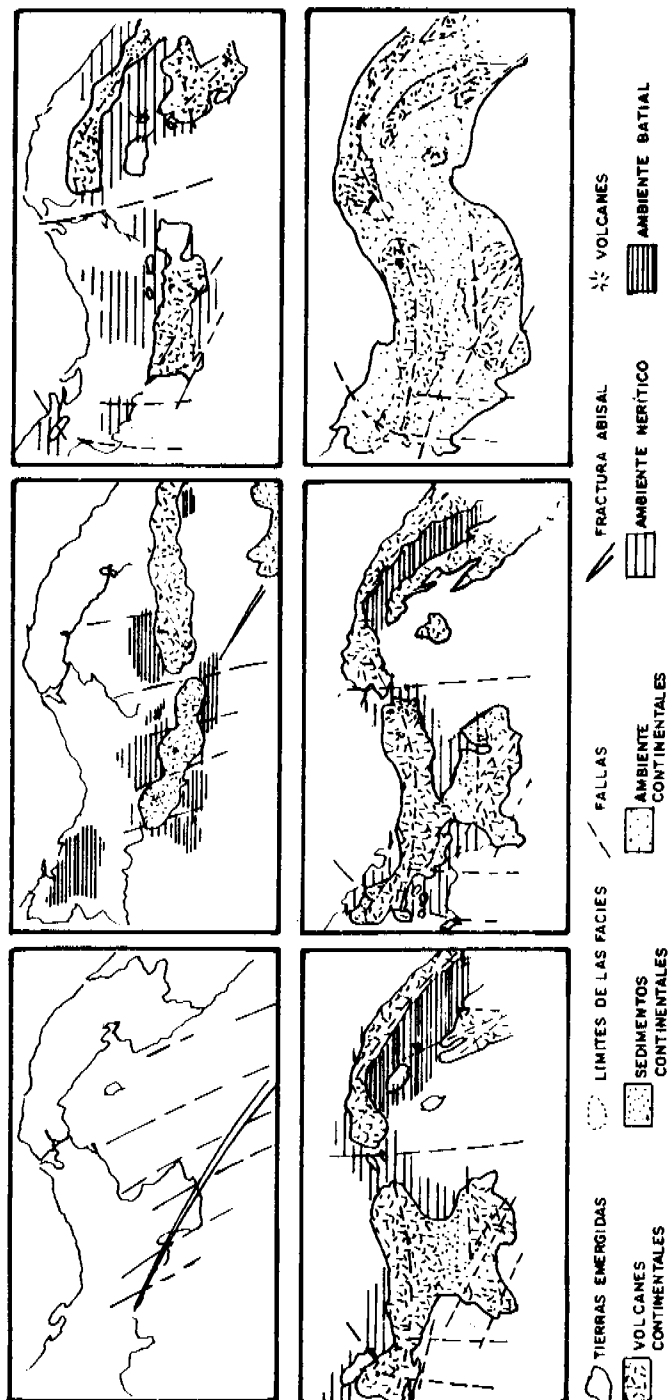 TIERRAS EMERGIDAS
LIMITES DE LAS FACIES
FALLAS
FRACTURA ABISAL
VOLCANES
VOLCANES
CONTINENTALES
SEDIMENTOS
CONTINENTALES
AMBIENTE
CONTINENTALES
AMBIENTE NERÍTICO
AMBIENTE BATIAL